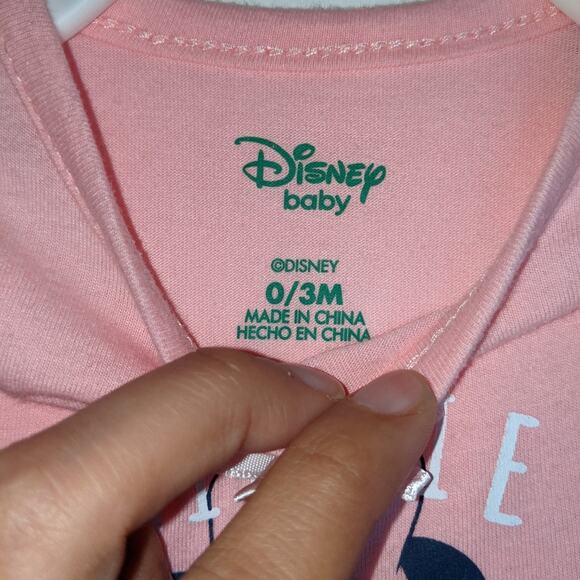 Disney
baby
©DISNEY
0/3M
MADE IN CHINA
HECHO EN CHINA